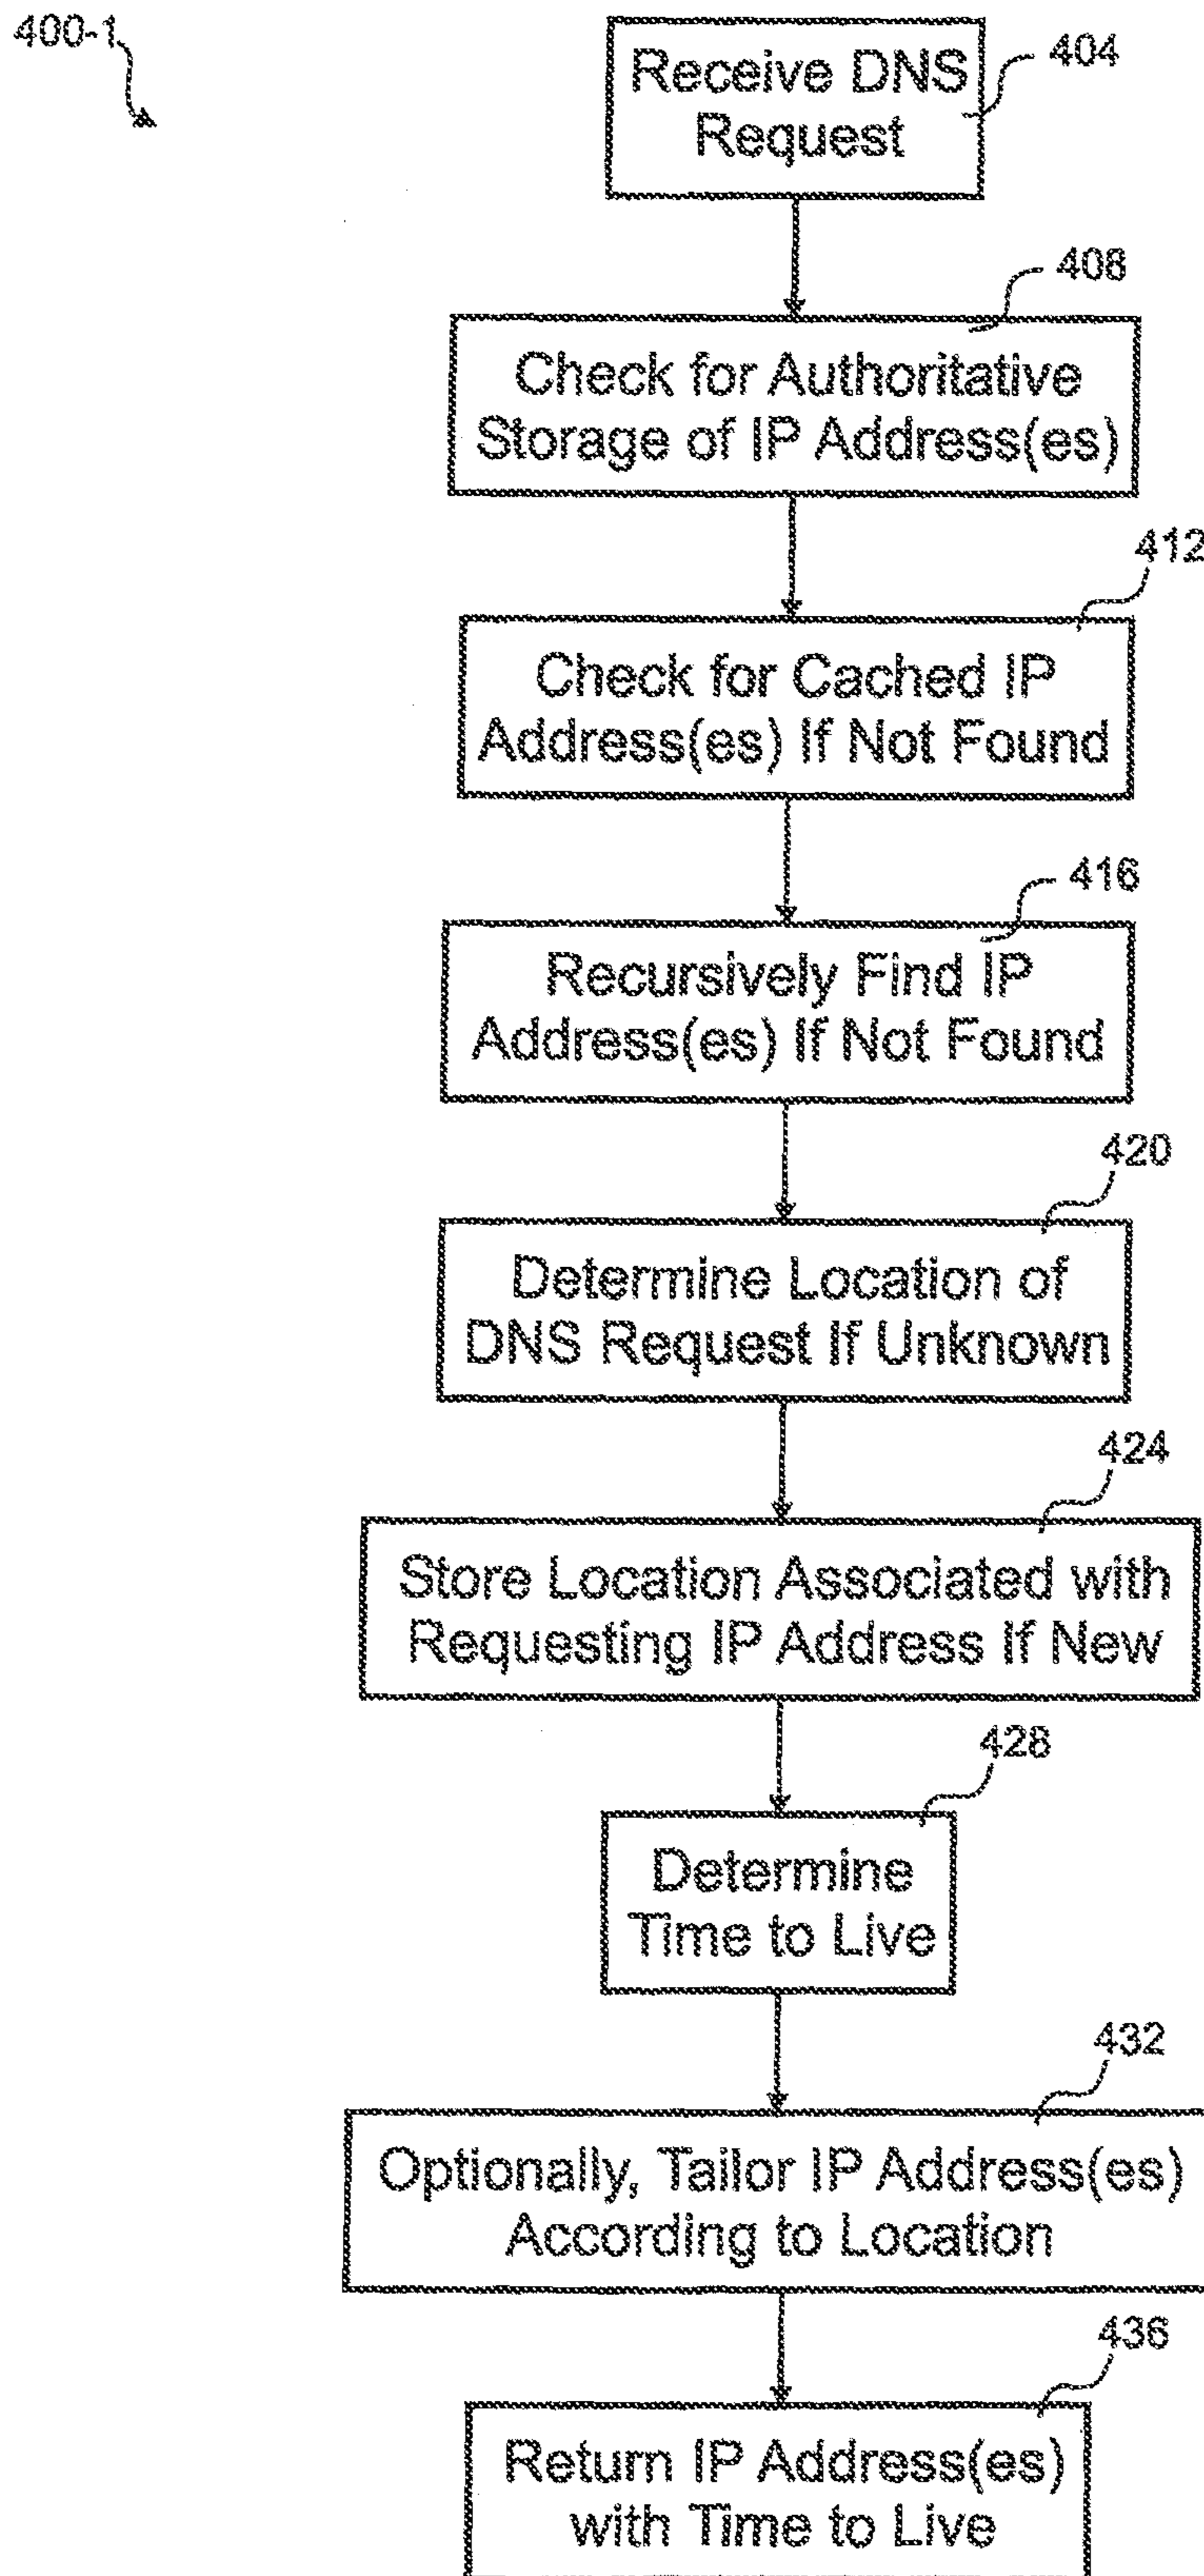 400-1
Receive DNS
Request
404
408
Check for Authoritative
Storage of IP Address(es)
412
Check for Cached IP
Address(es) If Not Found
416
Recursively Find IP
Address(es) If Not Found
420
Determine Location of
DNS Request If Unknown
424
Store Location Associated with
Requesting IP Address If New
428
Determine
Time to Live
432
Optionally, Tailor IP Address(es)
According to Location
436
Return IP Address(es)
with Time to Live